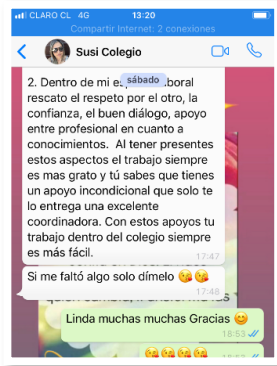 CLARO CL 4G 13:20
Compartir Internet: 2 conexiones
Susi Colegio
sábado
2. Dentro de mi laboral
rescato el respeto por el otro, la
confianza, el buen diálogo, apoyo
entre profesional en cuanto a
conocimientos. Al tener presentes
estos aspectos el trabajo siempre
es mas grato y tú sabes que tienes
un apoyo incondicional que solo te
lo entrega una excelente
coordinadora. Con estos apoyos tu
trabajo dentro del colegio siempre
es más fácil.
17:47
Si me faltó algo solo dímelo 😘😘
17:48
Linda muchas muchas Gracias 😊
18:53
😘😘😘😘